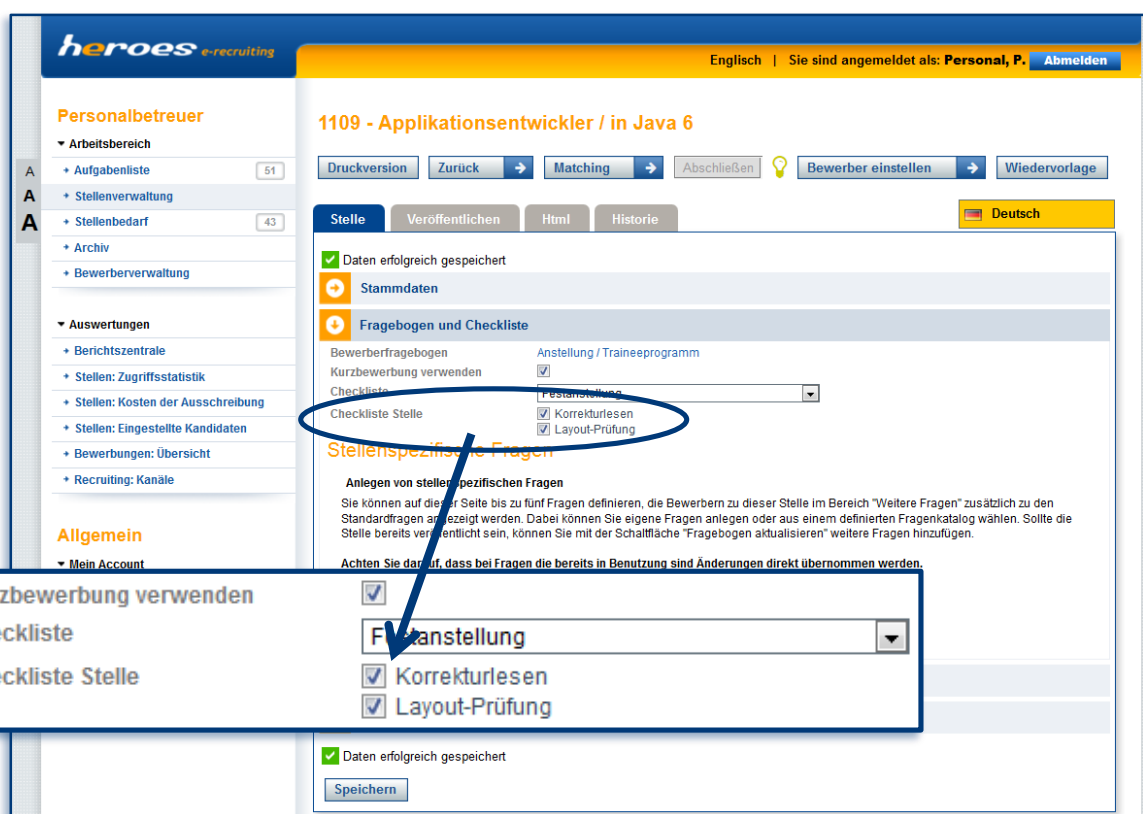 heroes e-recruiting
Englisch | Sie sind angemeldet als: Personal, P. Abmelden
A
A
A
Personalbetreuer
Arbeitsbereich
Aufgabenliste 51
Stellenverwaltung
Stellenbedarf 43
Archiv
Bewerberverwaltung
Auswertungen
Berichtszentrale
Stellen: Zugriffsstatistik
Stellen: Kosten der Ausschreibung
Stellen: Eingestellte Kandidaten
Bewerbungen: Übersicht
Recruiting: Kanäle
Allgemein
Mein Account
1109 - Applikationsentwickler / in Java 6
Druckversion Zurück Matching Abschließen Bewerber einstellen Wiedervorlage
Stelle Veröffentlichen Html Historie Deutsch
Daten erfolgreich gespeichert
Stammdaten
Fragebogen und Checkliste
Bewerberfragebogen Anstellung / Traineeprogramm
Kurzbewerbung verwenden
Checkliste Festanstellung
Checkliste Stelle Korrekturlesen
Layout-Prüfung
Stellenspezifische Fragen
Anlegen von stellenspezifischen Fragen
Sie können auf dieser Seite bis zu fünf Fragen definieren, die Bewerbern zu dieser Stelle im Bereich "Weitere Fragen" zusätzlich zu den
Standardfragen angezeigt werden. Dabei können Sie eigene Fragen anlegen oder aus einem definierten Fragenkatalog wählen. Sollte die
Stelle bereits veröffentlicht sein, können Sie mit der Schaltfläche "Fragebogen aktualisieren" weitere Fragen hinzufügen.
Achten Sie darauf, dass bei Fragen die bereits in Benutzung sind Änderungen direkt übernommen werden.
zbewerbung verwenden
eckliste Festanstellung
eckliste Stelle Korrekturlesen
Layout-Prüfung
Daten erfolgreich gespeichert
Speichern